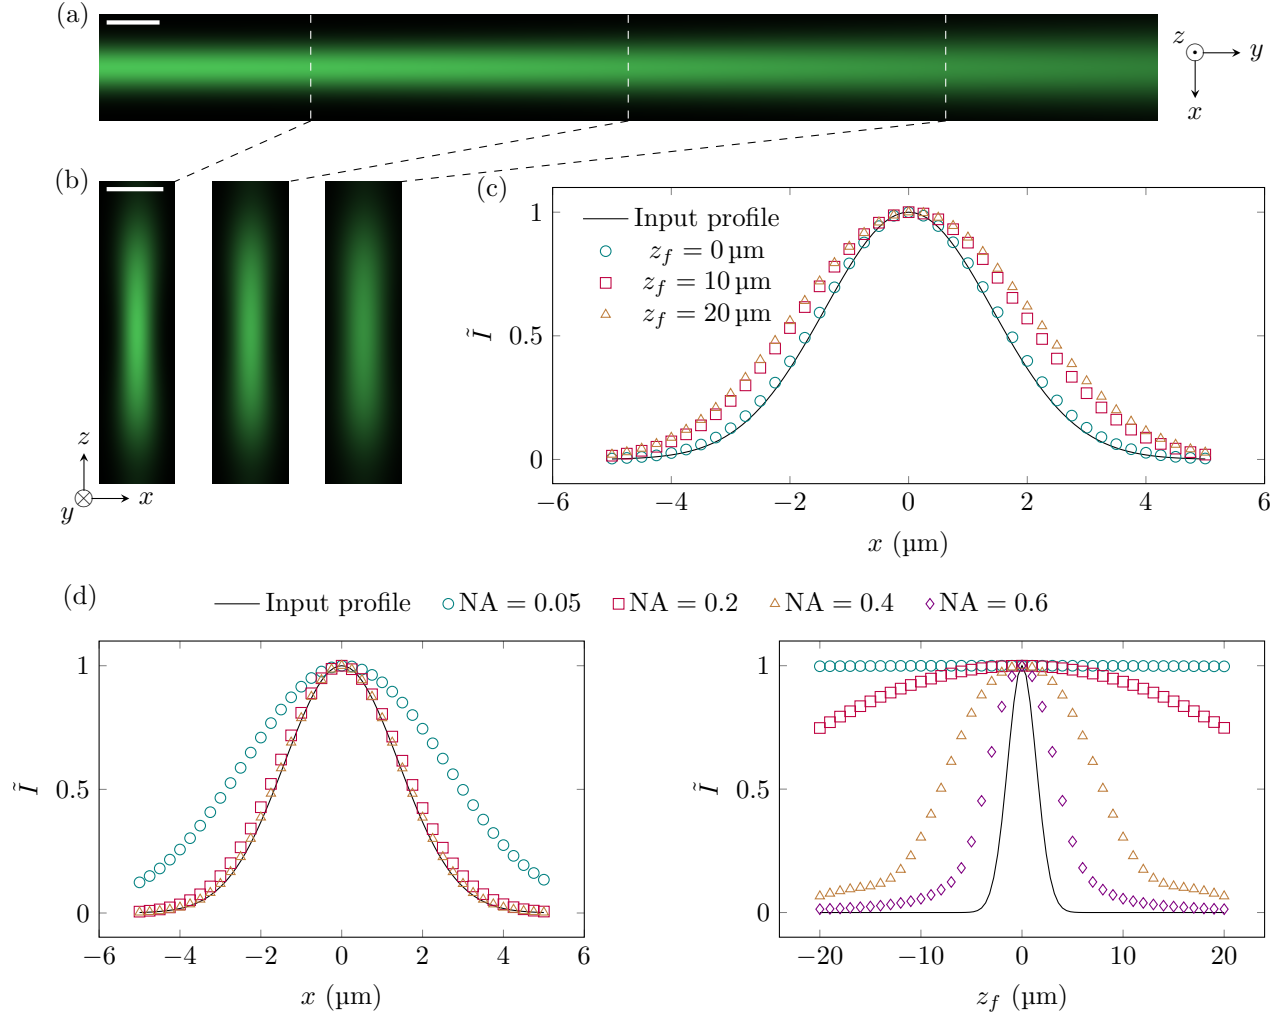 (a)
z
y
x
(b)
z
y
x
(c)
Input profile
z_f = 0 µm
z_f = 10 µm
z_f = 20 µm
1
0.5
0
Ĩ
−6 −4 −2 0 2 4 6
x (µm)
(d)
Input profile NA = 0.05 NA = 0.2 NA = 0.4 NA = 0.6
1
0.5
0
Ĩ
−6 −4 −2 0 2 4 6
x (µm)
1
0.5
0
Ĩ
−20 −10 0 10 20
z_f (µm)